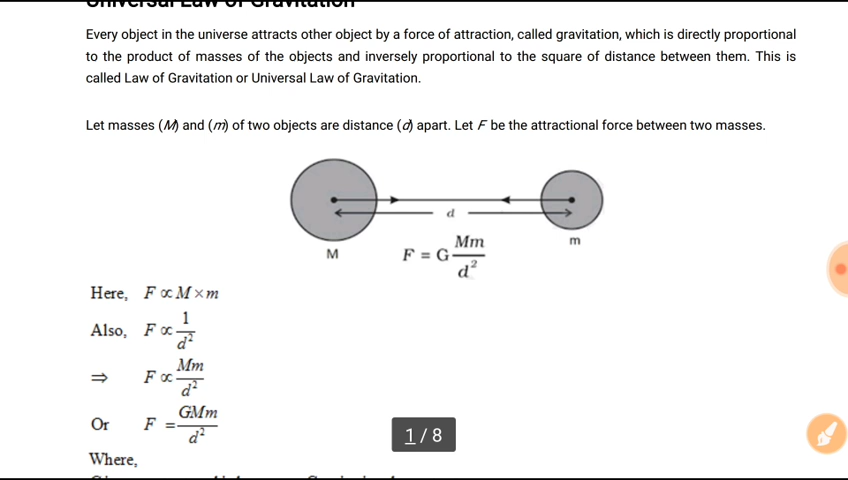 Universal Law of Gravitation
Every object in the universe attracts other object by a force of attraction, called gravitation, which is directly proportional
to the product of masses of the objects and inversely proportional to the square of distance between them. This is
called Law of Gravitation or Universal Law of Gravitation.
Let masses (M) and (m) of two objects are distance (d) apart. Let F be the attractional force between two masses.
d
M
m
F = G Mm/d²
Here, F ∝ M × m
Also, F ∝ 1/d²
⇒ F ∝ Mm/d²
Or F = GMm/d²
Where,
1 / 8